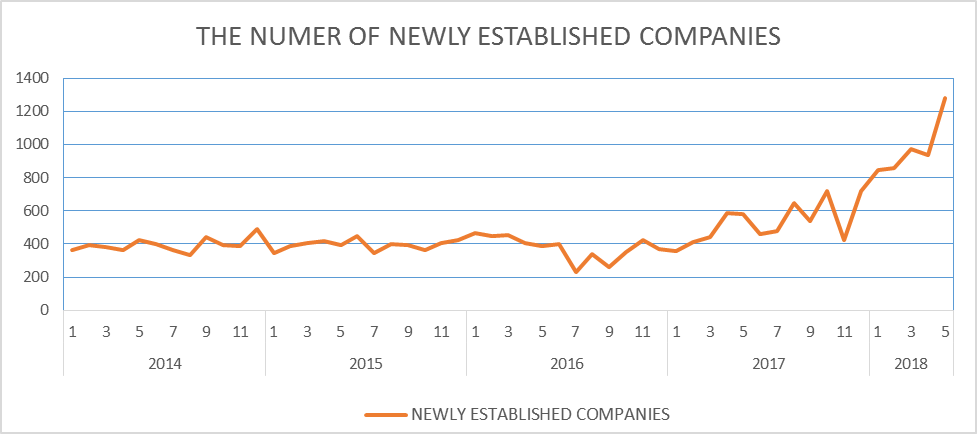 THE NUMER OF NEWLY ESTABLISHED COMPANIES
1400
1200
1000
800
600
400
200
0
1 3 5 7 9 11 1 3 5 7 9 11 1 3 5 7 9 11 1 3 5 7 9 11 1 3 5
2014 2015 2016 2017 2018
NEWLY ESTABLISHED COMPANIES